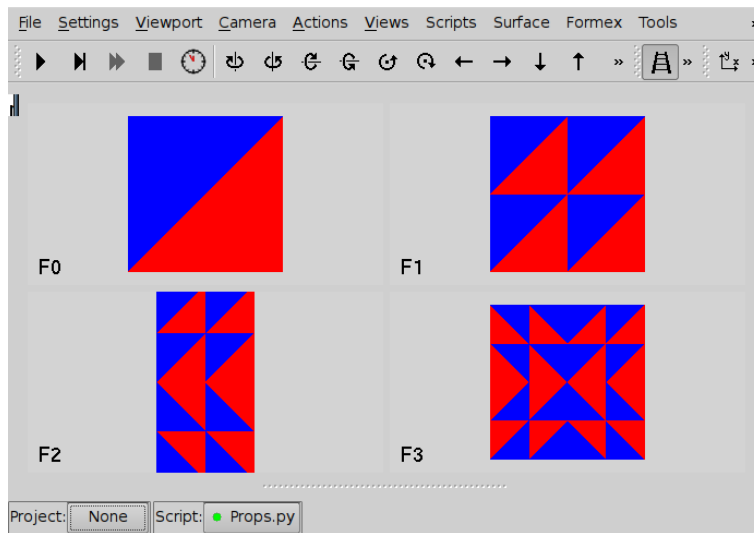 File Settings Viewport Camera Actions Views Scripts Surface Formex Tools »
» »  »
F0 F1
F2 F3
Project: None Script: Props.py